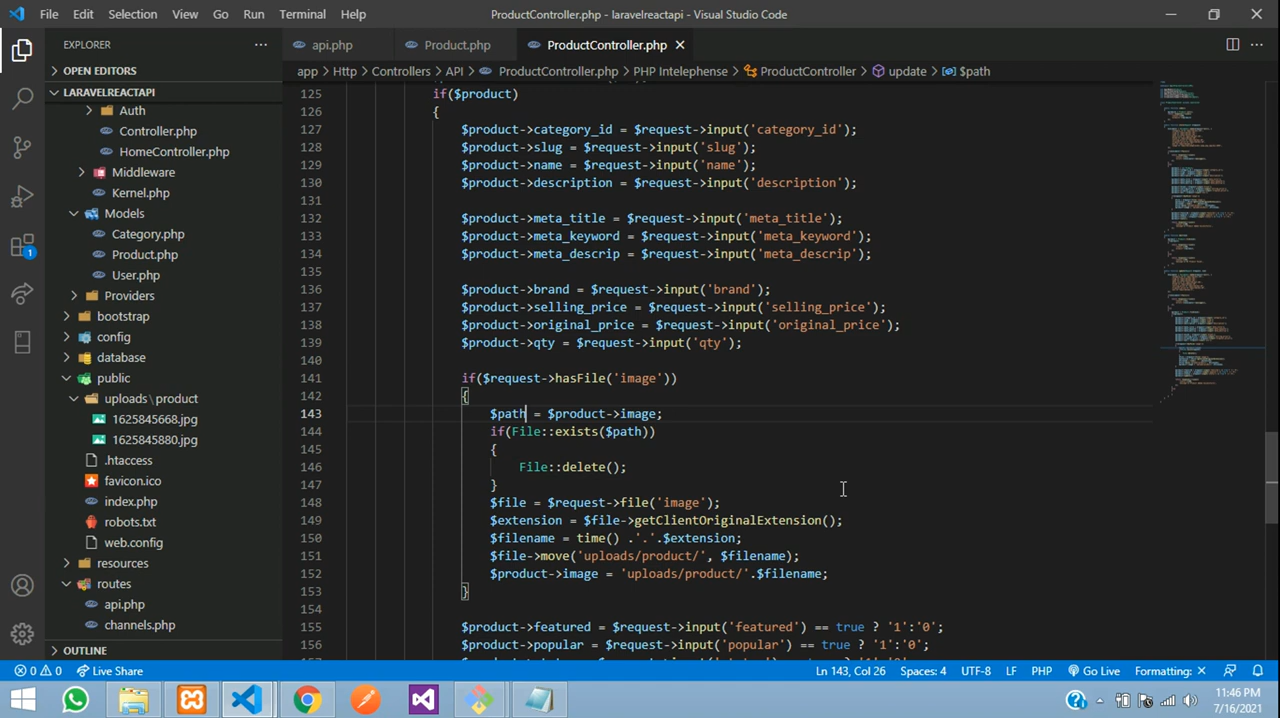 File Edit Selection View Go Run Terminal Help ProductController.php - laravelreactapi - Visual Studio Code
EXPLORER
api.php Product.php ProductController.php
OPEN EDITORS
app > Http > Controllers > API > ProductController.php > PHP Intelephense > ProductController > update > $path
LARAVELREACTAPI
Auth
Controller.php
HomeController.php
Middleware
Kernel.php
Models
Category.php
Product.php
User.php
Providers
bootstrap
config
database
public
uploads\product
1625845668.jpg
1625845880.jpg
.htaccess
favicon.ico
index.php
robots.txt
web.config
resources
routes
api.php
channels.php
OUTLINE
1
125 if($product)
126 {
127 $product->category_id = $request->input('category_id');
128 $product->slug = $request->input('slug');
129 $product->name = $request->input('name');
130 $product->description = $request->input('description');
131
132 $product->meta_title = $request->input('meta_title');
133 $product->meta_keyword = $request->input('meta_keyword');
134 $product->meta_descrip = $request->input('meta_descrip');
135
136 $product->brand = $request->input('brand');
137 $product->selling_price = $request->input('selling_price');
138 $product->original_price = $request->input('original_price');
139 $product->qty = $request->input('qty');
140
141 if($request->hasFile('image'))
142 {
143 $path = $product->image;
144 if(File::exists($path))
145 {
146 File::delete();
147 }
148 $file = $request->file('image');
149 $extension = $file->getClientOriginalExtension();
150 $filename = time() .'.'.$extension;
151 $file->move('uploads/product/', $filename);
152 $product->image = 'uploads/product/'.$filename;
153 }
154
155 $product->featured = $request->input('featured') == true ? '1':'0';
156 $product->popular = $request->input('popular') == true ? '1':'0';
0 0 Live Share Ln 143, Col 26 Spaces: 4 UTF-8 LF PHP Go Live Formatting: ×
11:46 PM
7/16/2021